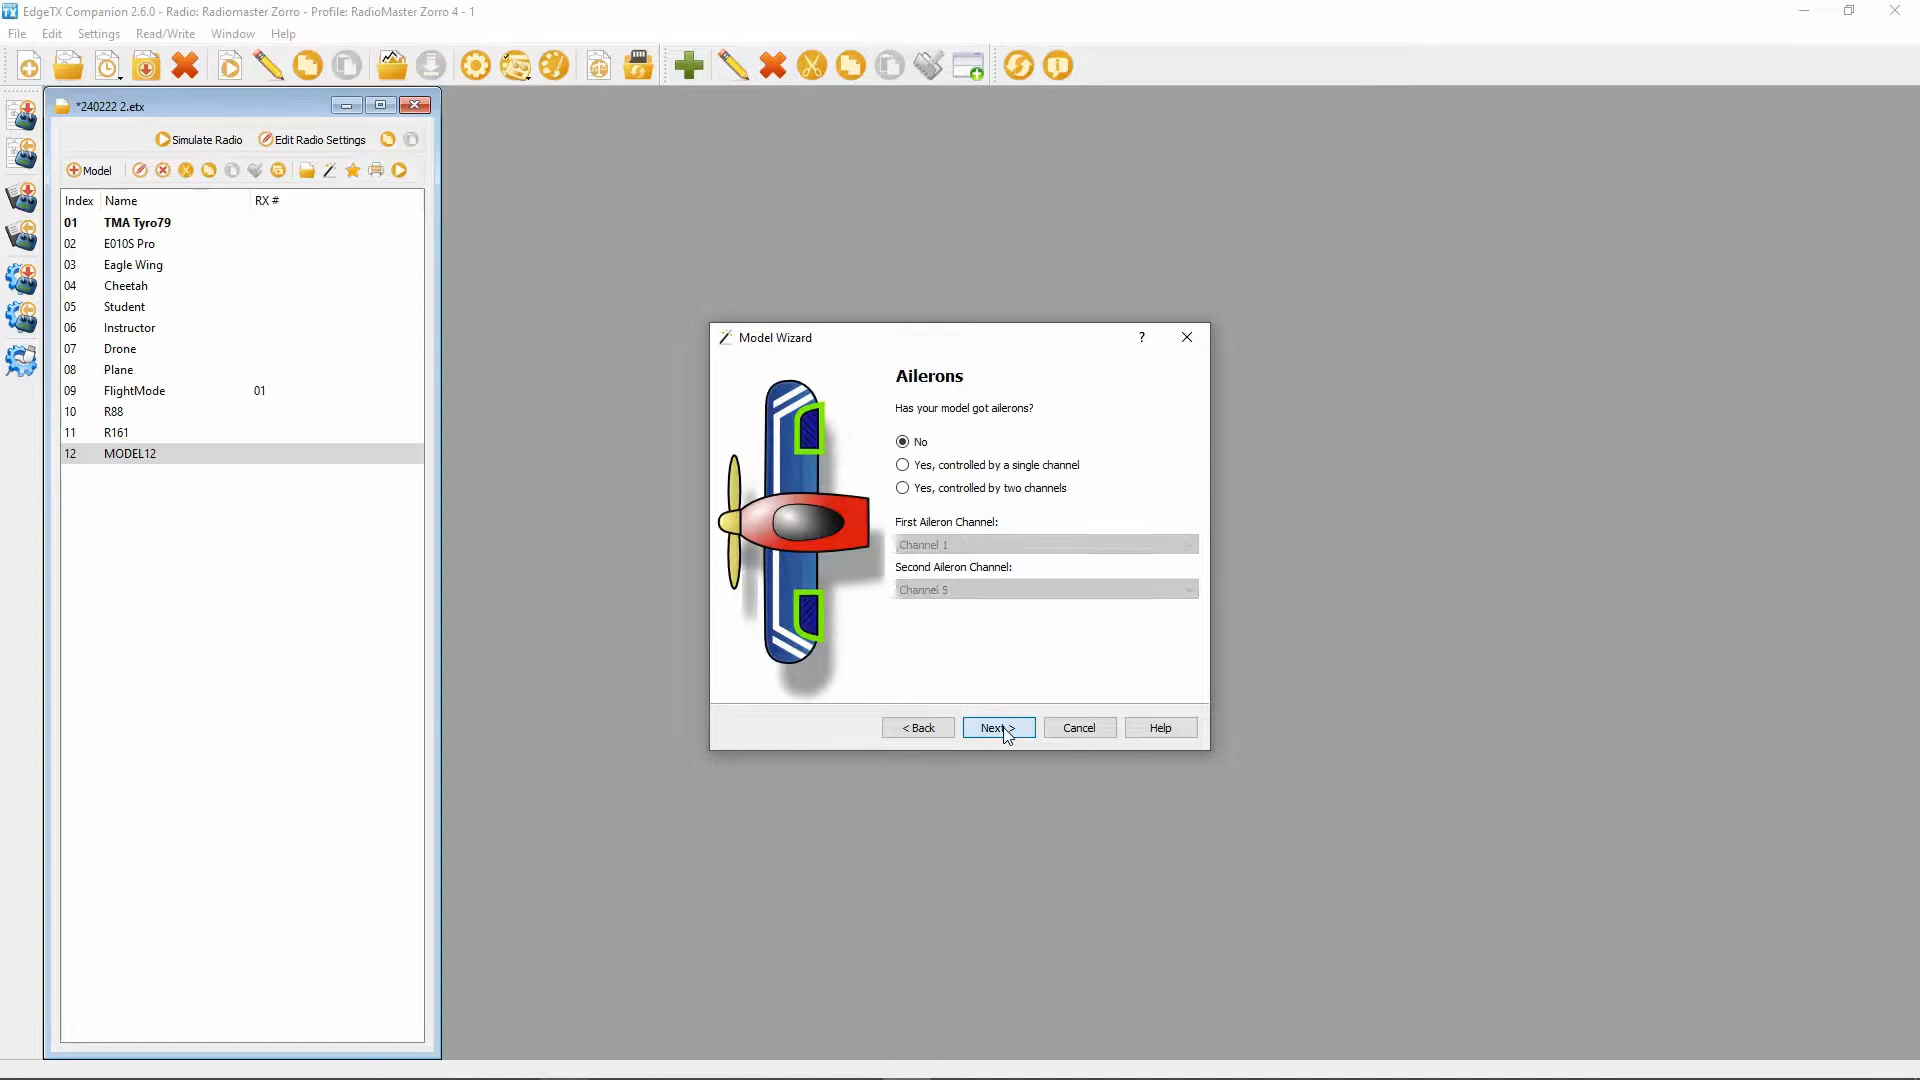 EdgeTX Companion 2.6.0 - Radio: Radiomaster Zorro - Profile: RadioMaster Zorro 4 - 1
File Edit Settings Read/Write Window Help
*240222 2.etx
Simulate Radio Edit Radio Settings
Model
Index Name RX #
01 TMA Tyro79
02 E010S Pro
03 Eagle Wing
04 Cheetah
05 Student
06 Instructor
07 Drone
08 Plane
09 FlightMode 01
10 R88
11 R161
12 MODEL12
Model Wizard
Ailerons
Has your model got ailerons?
No
Yes, controlled by a single channel
Yes, controlled by two channels
First Aileron Channel:
Channel 1
Second Aileron Channel:
Channel 5
< Back Next > Cancel Help